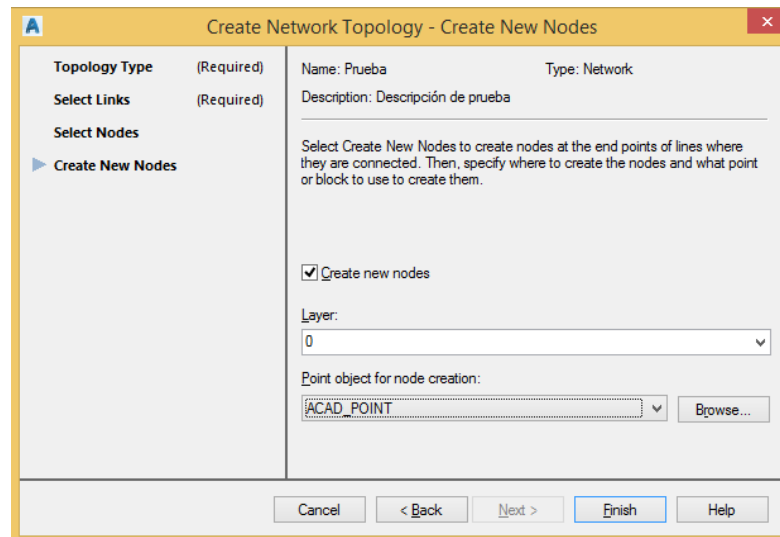 Create Network Topology - Create New Nodes
Topology Type (Required)
Select Links (Required)
Select Nodes
Create New Nodes
Name: Prueba Type: Network
Description: Descripción de prueba
Select Create New Nodes to create nodes at the end points of lines where
they are connected. Then, specify where to create the nodes and what point
or block to use to create them.
Create new nodes
Layer:
0
Point object for node creation:
ACAD_POINT
Browse...
Cancel < Back Next > Finish Help